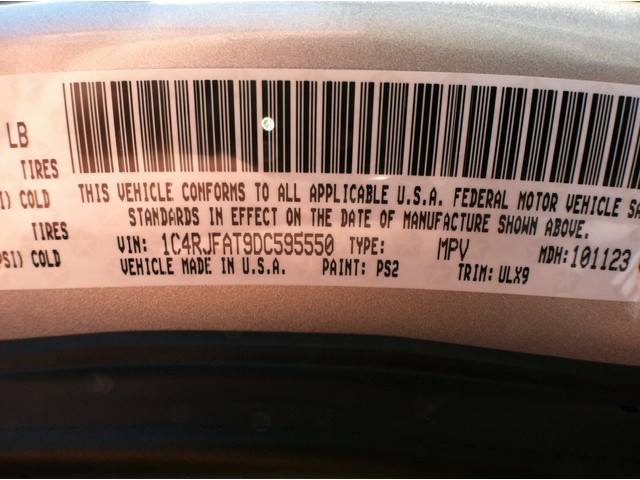 LB
TIRES
I) COLD
TIRES
PSI) COLD
THIS VEHICLE CONFORMS TO ALL APPLICABLE U.S.A. FEDERAL MOTOR VEHICLE SA
STANDARDS IN EFFECT ON THE DATE OF MANUFACTURE SHOWN ABOVE.
VIN: 1C4RJFAT9DC595550 TYPE: MPV MDH: 101123
VEHICLE MADE IN U.S.A. PAINT: PS2 TRIM: ULX9